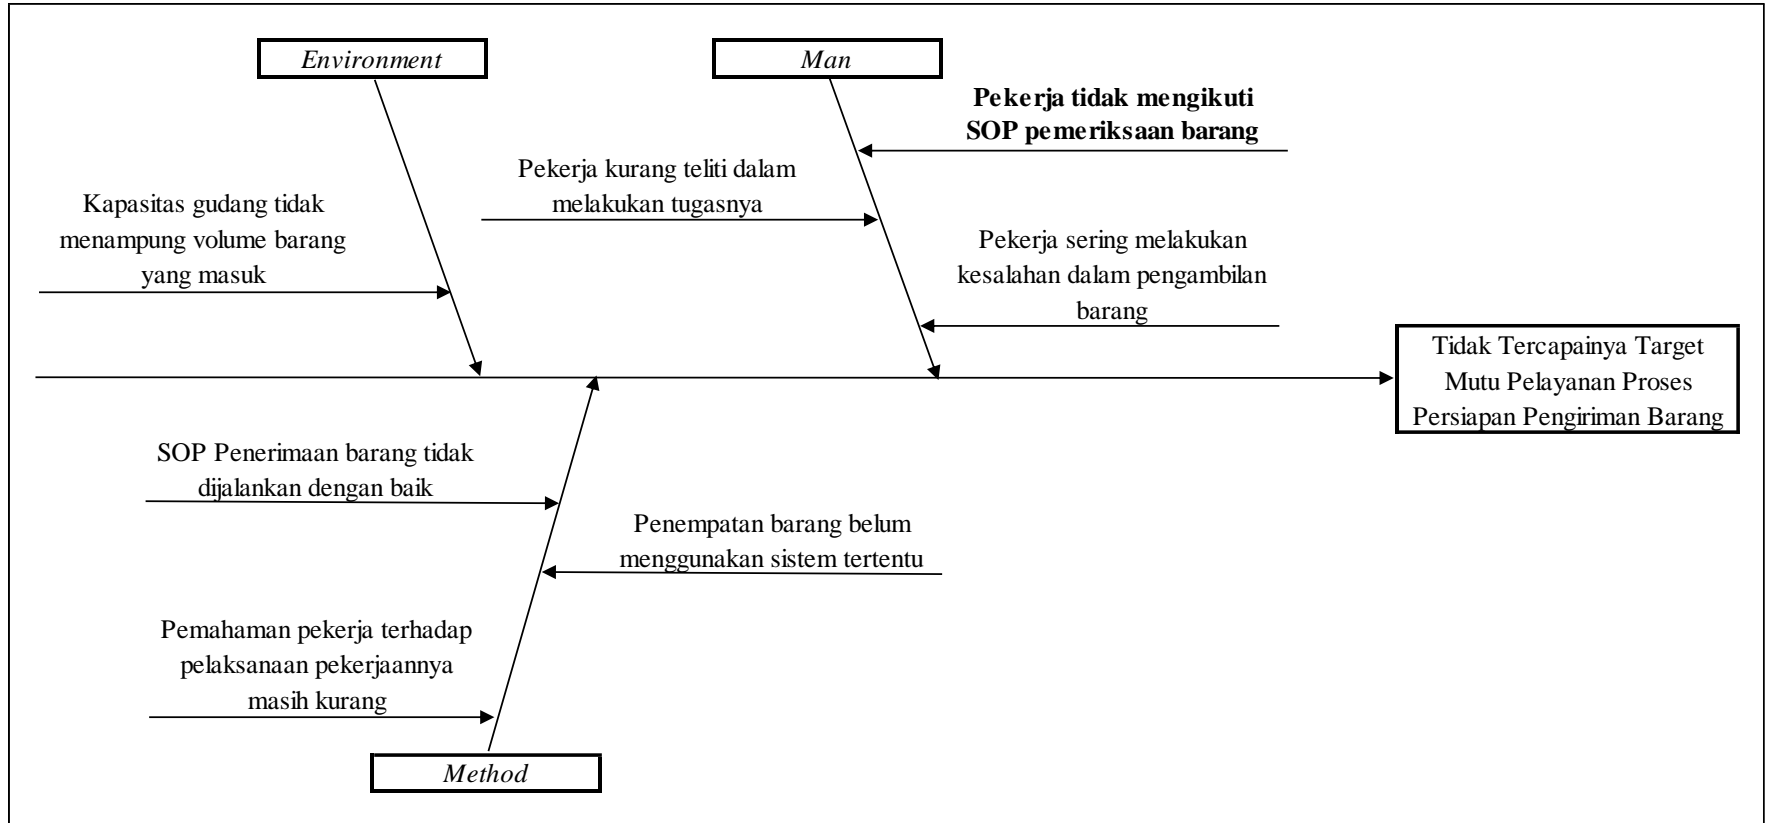 Environment
Man
Pekerja tidak mengikuti
SOP pemeriksaan barang
Pekerja kurang teliti dalam
melakukan tugasnya
Kapasitas gudang tidak
menampung volume barang
yang masuk
Pekerja sering melakukan
kesalahan dalam pengambilan
barang
Tidak Tercapainya Target
Mutu Pelayanan Proses
Persiapan Pengiriman Barang
SOP Penerimaan barang tidak
dijalankan dengan baik
Penempatan barang belum
menggunakan sistem tertentu
Pemahaman pekerja terhadap
pelaksanaan pekerjaannya
masih kurang
Method